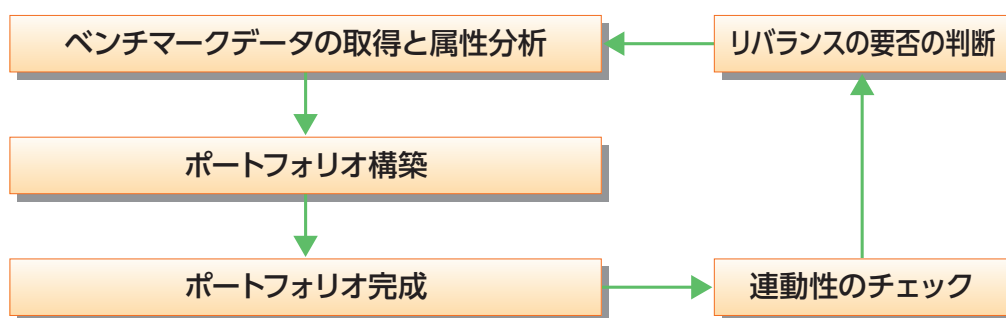 ベンチマークデータの取得と属性分析
リバランスの要否の判断
ポートフォリオ構築
ポートフォリオ完成
連動性のチェック